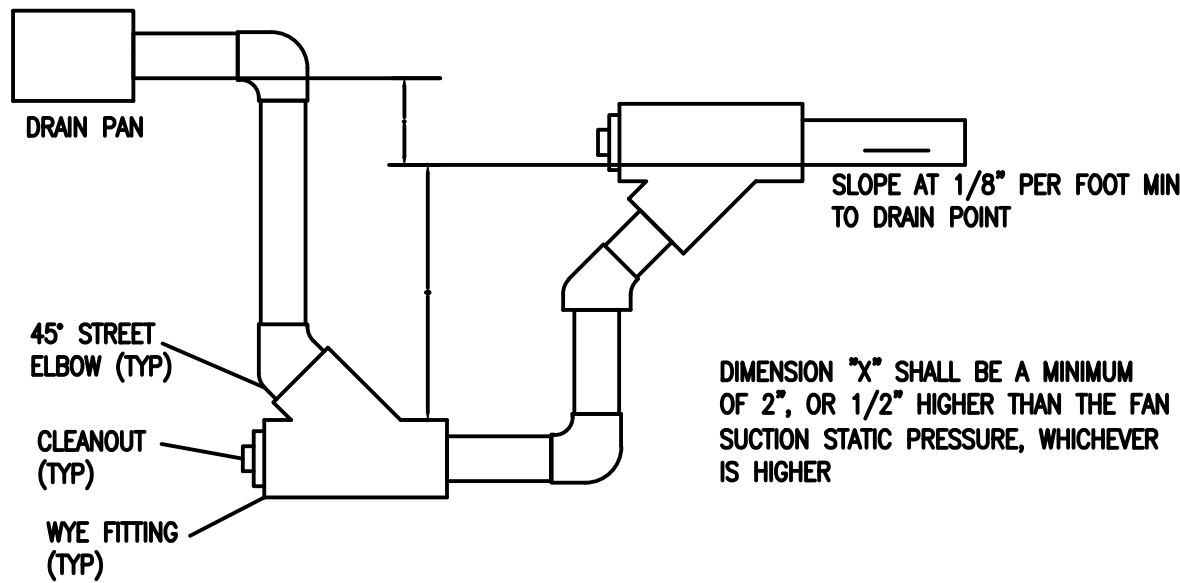 DRAIN PAN
SLOPE AT 1/8" PER FOOT MIN
TO DRAIN POINT
45° STREET
ELBOW (TYP)
DIMENSION "X" SHALL BE A MINIMUM
OF 2", OR 1/2" HIGHER THAN THE FAN
SUCTION STATIC PRESSURE, WHICHEVER
IS HIGHER
CLEANOUT
(TYP)
WYE FITTING
(TYP)